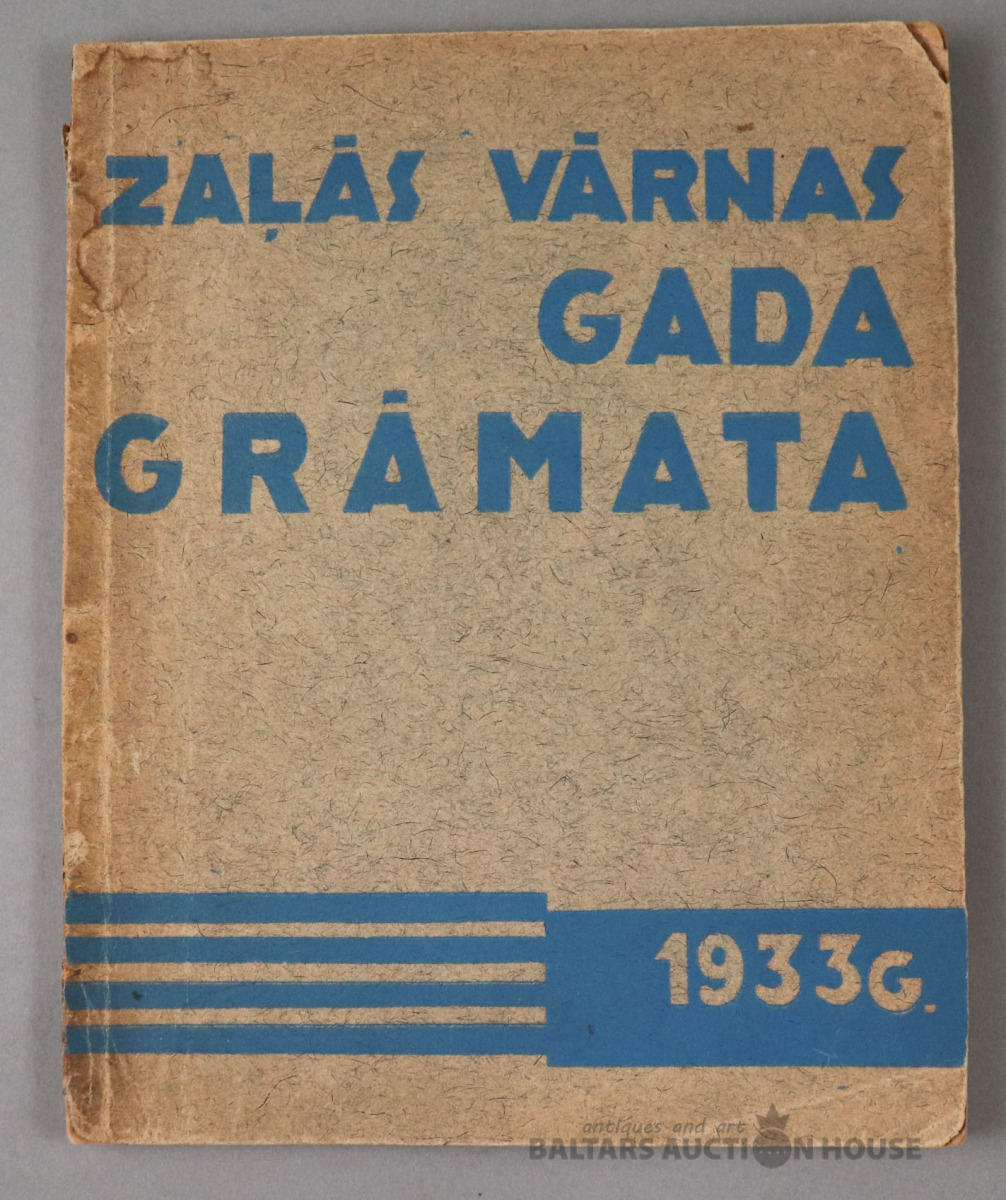 ZAĻĀS VĀRNAS
GADA
GRĀMATA
1933G.
antiques and art
BALTARS AUCTION HOUSE